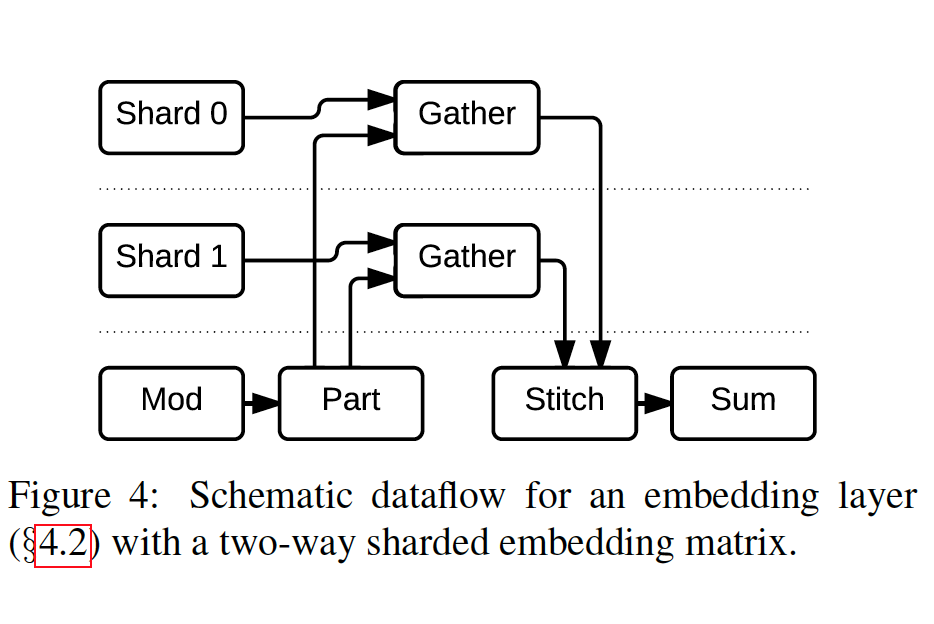 Shard 0
Gather
Shard 1
Gather
Mod
Part
Stitch
Sum
Figure 4: Schematic dataflow for an embedding layer
(§4.2) with a two-way sharded embedding matrix.